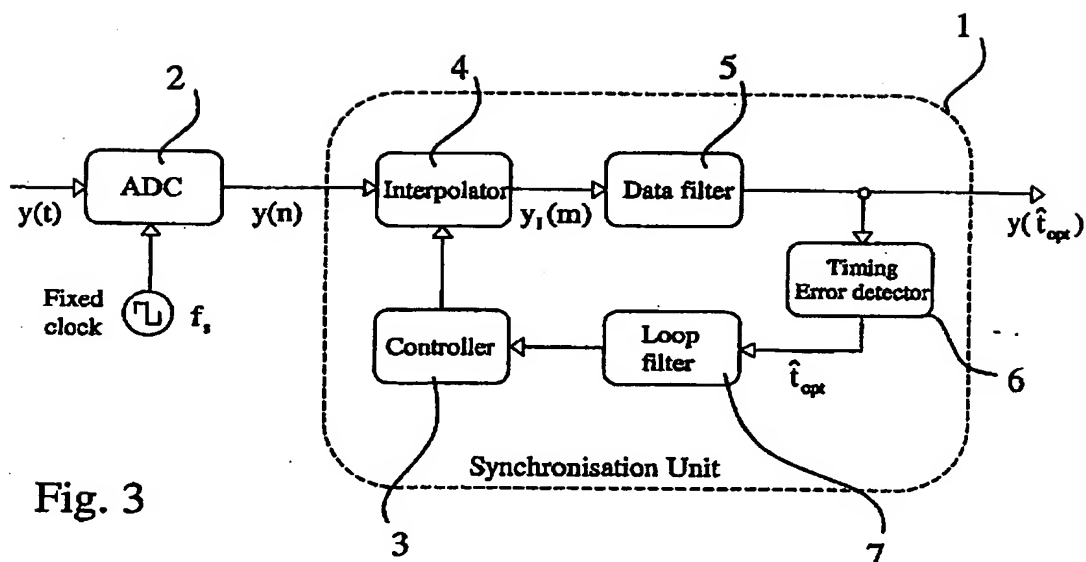 1
2
4
5
ADC
Interpolator
Data filter
y(t)
y(n)
y_I(m)
y(t̂_opt)
Timing
Error detector
Fixed
clock
f_s
Controller
Loop
filter
t̂_opt
6
Synchronisation Unit
Fig. 3
3
7